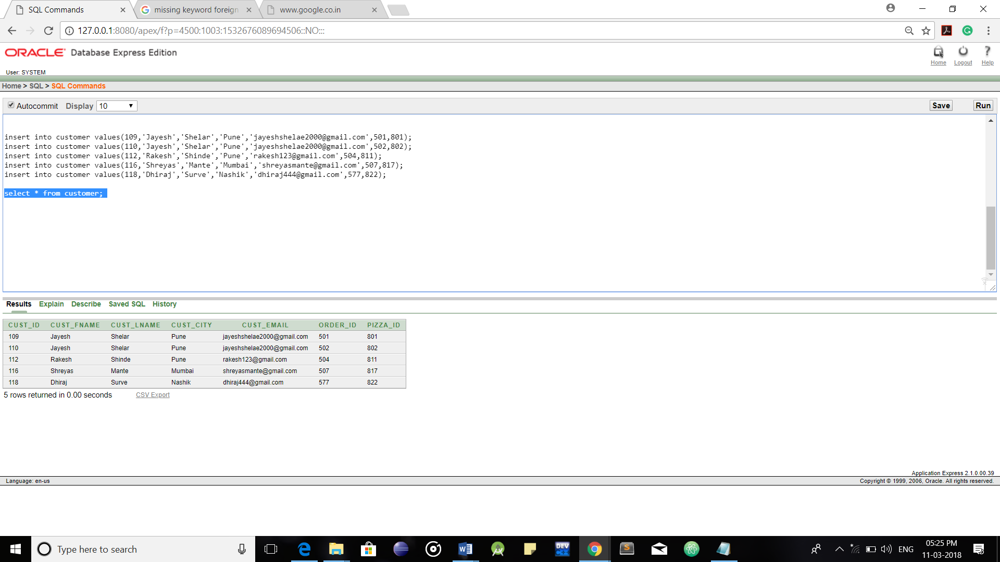 SQL Commands
missing keyword foreign
www.google.co.in
127.0.0.1:8080/apex/f?p=4500:1003:1532676089694506::NO:::
ORACLE Database Express Edition
Home Logout Help
User: SYSTEM
Home > SQL > SQL Commands
Autocommit Display 10 Save Run
insert into customer values(109,'Jayesh','Shelar','Pune','jayeshshelae2000@gmail.com',501,801);
insert into customer values(110,'Jayesh','Shelar','Pune','jayeshshelae2000@gmail.com',502,802);
insert into customer values(112,'Rakesh','Shinde','Pune','rakesh123@gmail.com',504,811);
insert into customer values(116,'Shreyas','Mante','Mumbai','shreyasmante@gmail.com',507,817);
insert into customer values(118,'Dhiraj','Surve','Nashik','dhiraj444@gmail.com',577,822);
select * from customer;
Results Explain Describe Saved SQL History
CUST_ID CUST_FNAME CUST_LNAME CUST_CITY CUST_EMAIL ORDER_ID PIZZA_ID
109 Jayesh Shelar Pune jayeshshelae2000@gmail.com 501 801
110 Jayesh Shelar Pune jayeshshelae2000@gmail.com 502 802
112 Rakesh Shinde Pune rakesh123@gmail.com 504 811
116 Shreyas Mante Mumbai shreyasmante@gmail.com 507 817
118 Dhiraj Surve Nashik dhiraj444@gmail.com 577 822
5 rows returned in 0.00 seconds CSV Export
Application Express 2.1.0.00.39
Language: en-us Copyright © 1999, 2006, Oracle. All rights reserved.
Type here to search
DEV C++
ENG
05:25 PM
11-03-2018